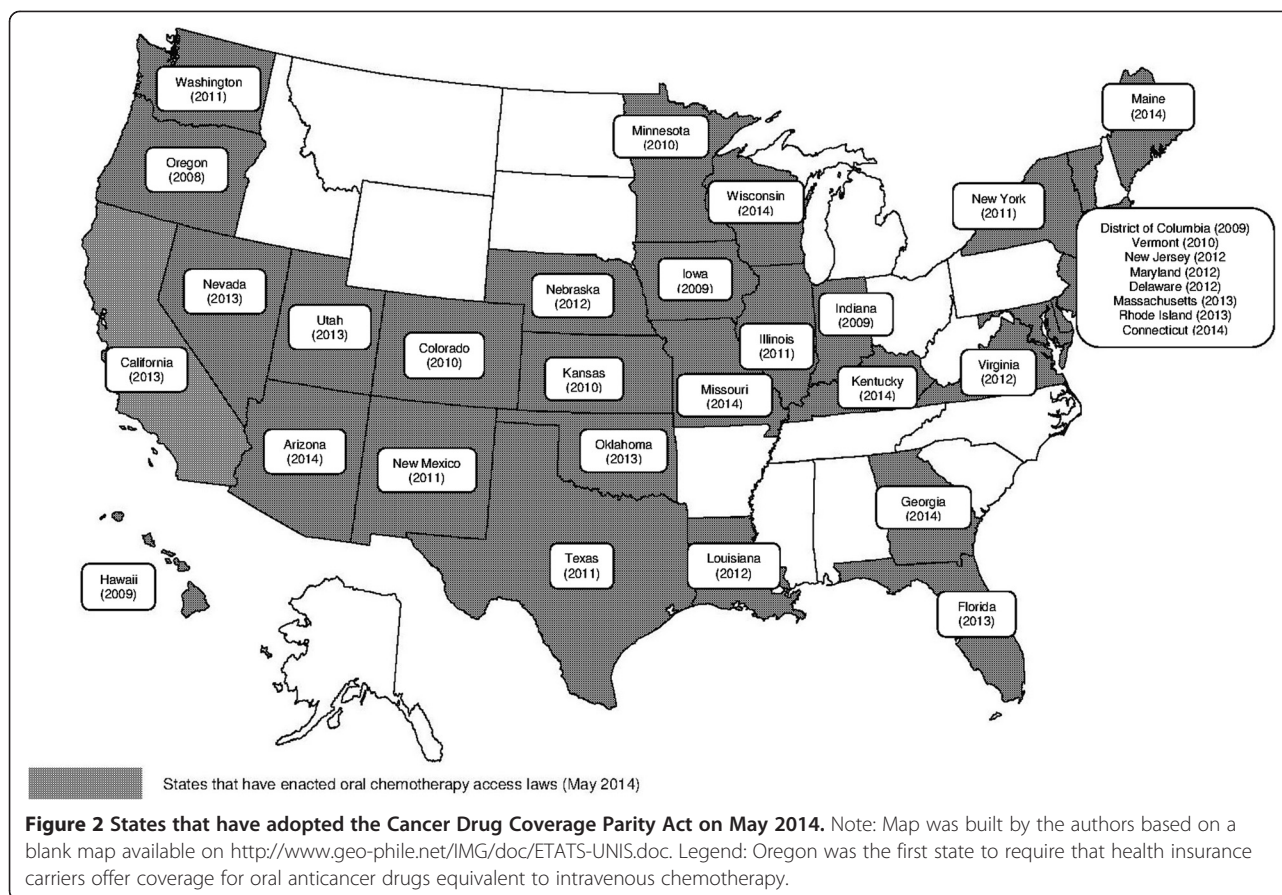 Washington
(2011)
Oregon
(2008)
Minnesota
(2010)
Wisconsin
(2014)
Maine
(2014)
New York
(2011)
District of Columbia (2009)
Vermont (2010)
New Jersey (2012
Maryland (2012)
Delaware (2012)
Massachusetts (2013)
Rhode Island (2013)
Connecticut (2014)
Nevada
(2013)
Utah
(2013)
Colorado
(2010)
Nebraska
(2012)
Iowa
(2009)
Illinois
(2011)
Indiana
(2009)
California
(2013)
Kansas
(2010)
Missouri
(2014)
Kentucky
(2014)
Virginia
(2012)
Arizona
(2014)
New Mexico
(2011)
Oklahoma
(2013)
Georgia
(2014)
Texas
(2011)
Louisiana
(2012)
Hawaii
(2009)
Florida
(2013)
States that have enacted oral chemotherapy access laws (May 2014)
Figure 2 States that have adopted the Cancer Drug Coverage Parity Act on May 2014. Note: Map was built by the authors based on a
blank map available on http://www.geo-phile.net/IMG/doc/ETATS-UNIS.doc. Legend: Oregon was the first state to require that health insurance
carriers offer coverage for oral anticancer drugs equivalent to intravenous chemotherapy.